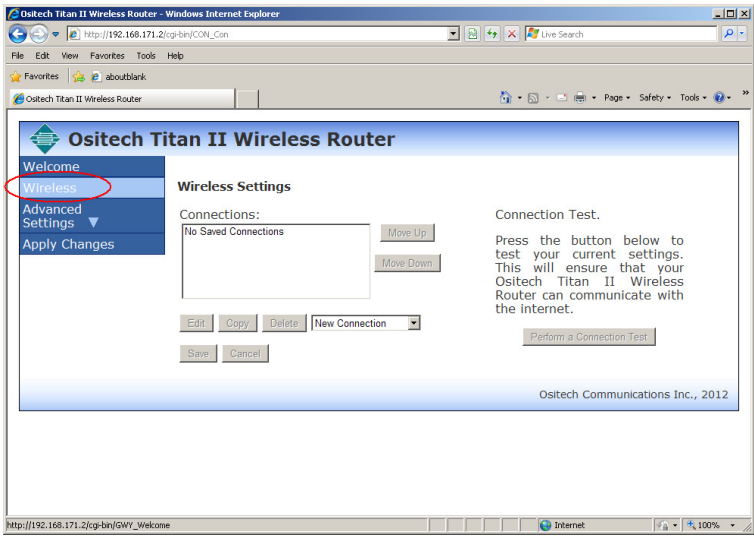 Ositech Titan II Wireless Router - Windows Internet Explorer
http://192.168.171.2/cgi-bin/CON_Con
Live Search
File Edit View Favorites Tools Help
Favorites aboutblank
Ositech Titan II Wireless Router
Page Safety Tools »
Ositech Titan II Wireless Router
Welcome
Wireless
Advanced
Settings
Apply Changes
Wireless Settings
Connections:
No Saved Connections
Move Up
Move Down
Edit Copy Delete New Connection
Save Cancel
Connection Test.
Press the button below to
test your current settings.
This will ensure that your
Ositech Titan II Wireless
Router can communicate with
the internet.
Perform a Connection Test
Ositech Communications Inc., 2012
http://192.168.171.2/cgi-bin/GWY_Welcome
Internet
100%